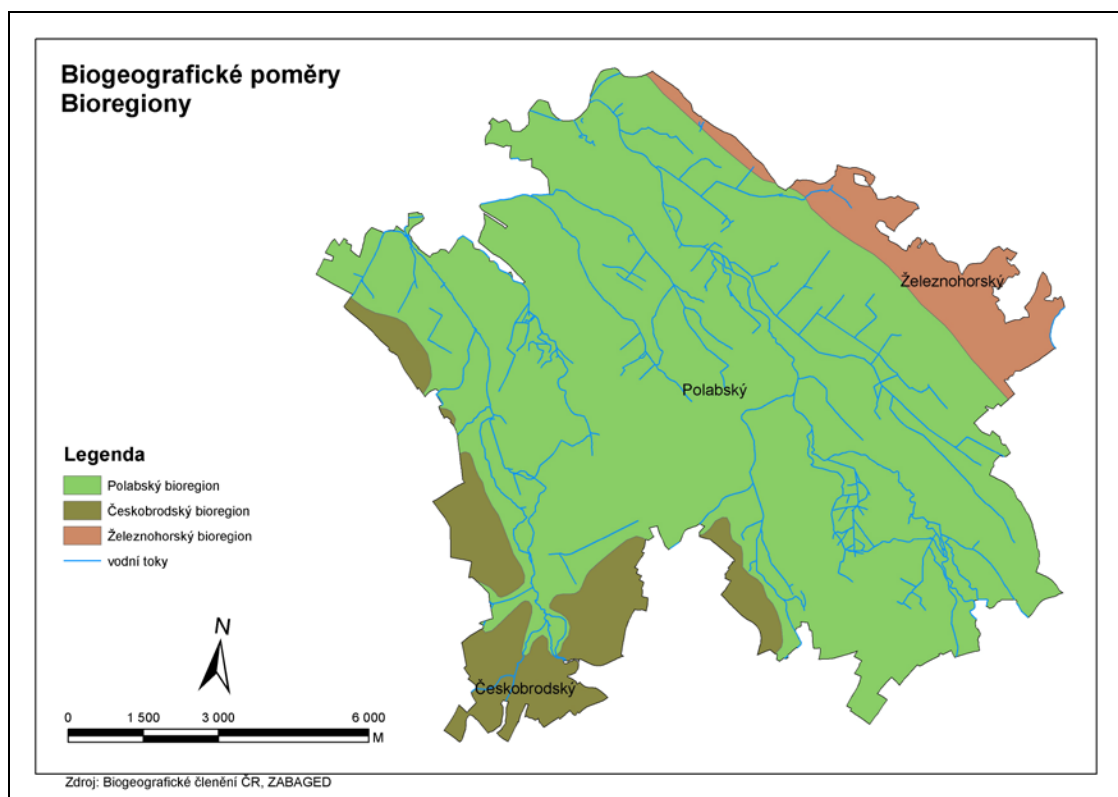 Biogeografické poměry
Bioregiony
Železnohorský
Polabský
Českobrodský
Legenda
Polabský bioregion
Českobrodský bioregion
Železnohorský bioregion
vodní toky
N
0 1 500 3 000 6 000
M
Zdroj: Biogeografické členění ČR, ZABAGED